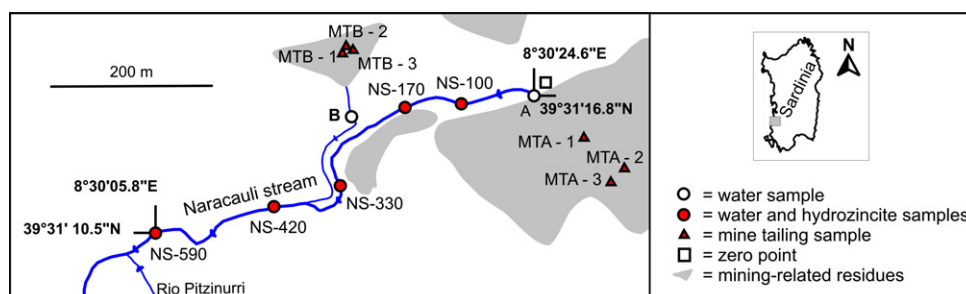 MTB - 2
MTB - 1
MTB - 3
200 m
8°30'24.6"E
NS-170
NS-100
A
39°31'16.8"N
B
MTA - 1
MTA - 2
MTA - 3
8°30'05.8"E
Naracauli stream
NS-330
39°31' 10.5"N
NS-420
NS-590
Rio Pitzinurri
N
Sardinia
= water sample
= water and hydrozincite samples
= mine tailing sample
= zero point
= mining-related residues